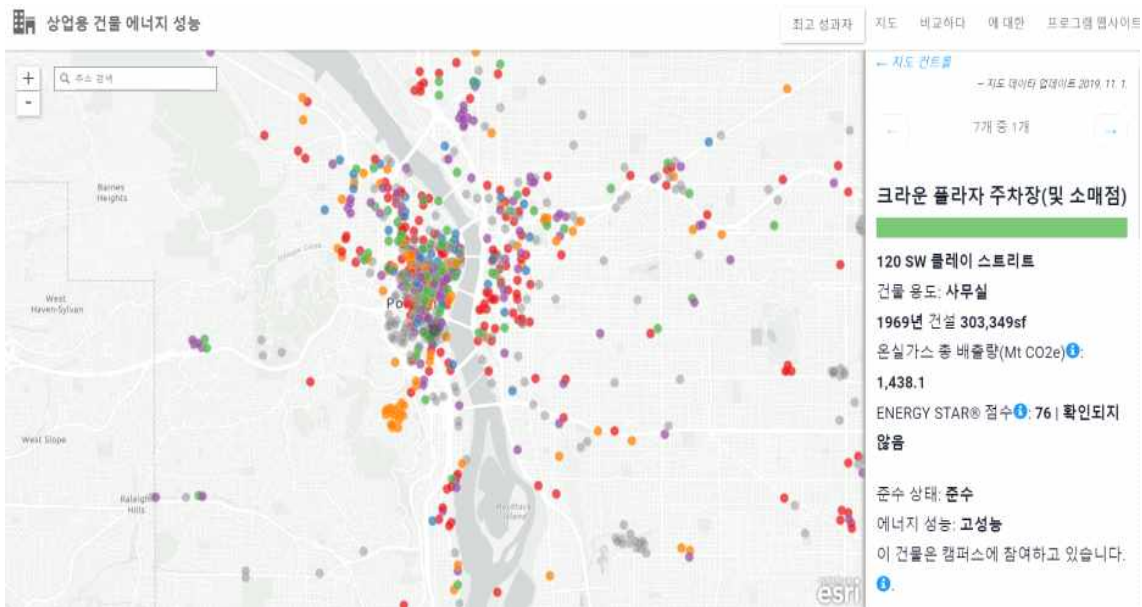 상업용 건물 에너지 성능
최고 성과자
지도
비교하다
에 대한
프로그램 웹사이트
+
-
주소 검색
Barnes
Heights
West
Haven-Sylvan
West Slope
Raleigh
Hills
esri
← 지도 컨트롤
– 지도 데이터 업데이트 2019. 11. 1.
← 7개 중 1개 →
크라운 플라자 주차장(및 소매점)
120 SW 클레이 스트리트
건물 용도: 사무실
1969년 건설 303,349sf
온실가스 총 배출량(Mt CO2e)ⓘ:
1,438.1
ENERGY STAR® 점수ⓘ: 76 | 확인되지
않음
준수 상태: 준수
에너지 성능: 고성능
이 건물은 캠퍼스에 참여하고 있습니다.
ⓘ.